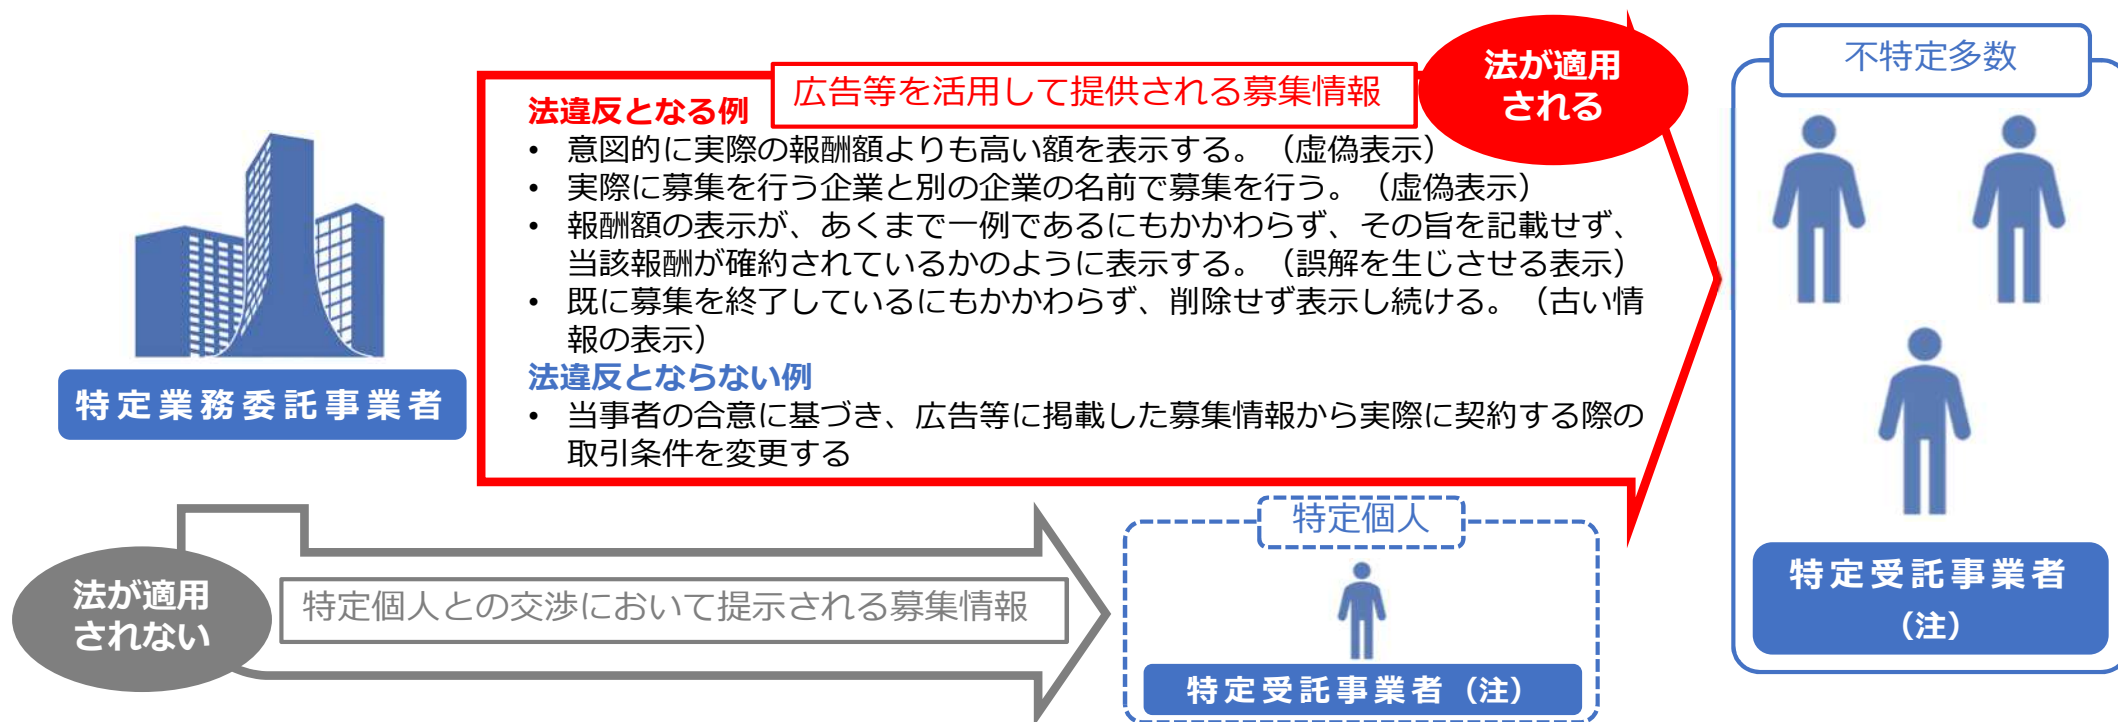 特定業務委託事業者
広告等を活用して提供される募集情報
法が適用
される
法違反となる例
• 意図的に実際の報酬額よりも高い額を表示する。（虚偽表示）
• 実際に募集を行う企業と別の企業の名前で募集を行う。（虚偽表示）
• 報酬額の表示が、あくまで一例であるにもかかわらず、その旨を記載せず、
当該報酬が確約されているかのように表示する。（誤解を生じさせる表示）
• 既に募集を終了しているにもかかわらず、削除せず表示し続ける。（古い情
報の表示）
法違反とならない例
• 当事者の合意に基づき、広告等に掲載した募集情報から実際に契約する際の
取引条件を変更する
不特定多数
特定受託事業者
（注）
法が適用
されない
特定個人との交渉において提示される募集情報
特定個人
特定受託事業者（注）